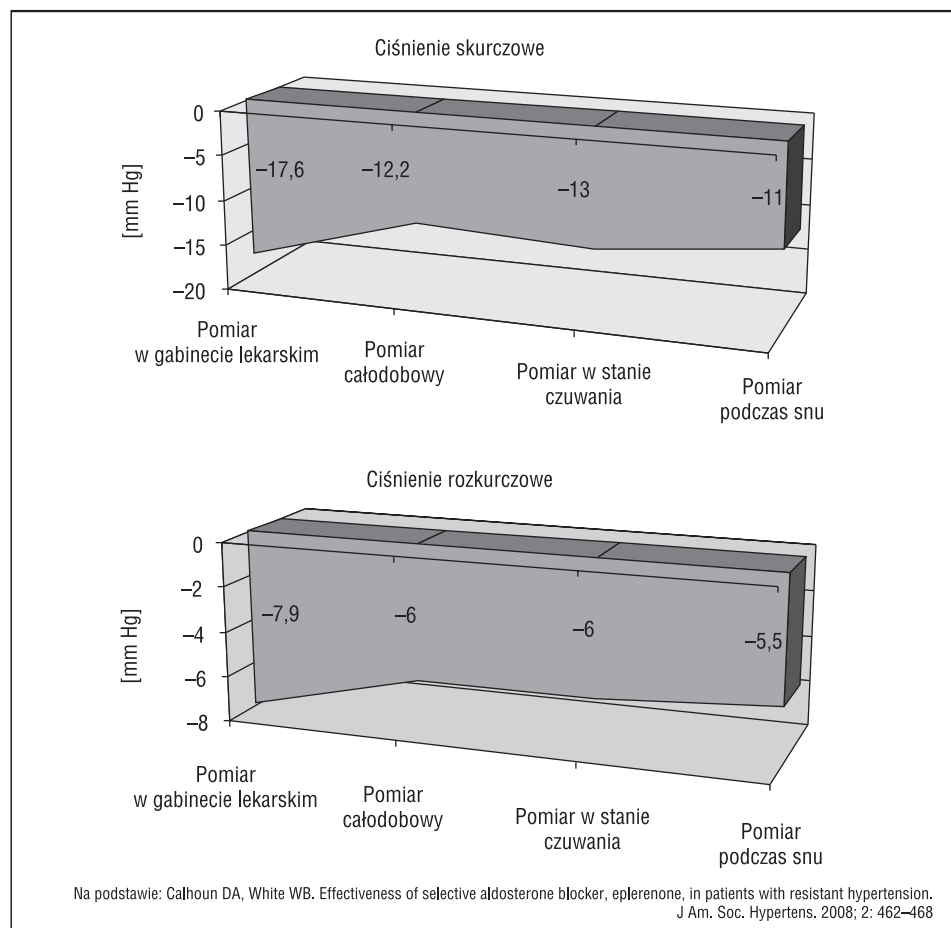 Ciśnienie skurczowe
[mm Hg]
0
–5
–10
–15
–20
–17,6
–12,2
–13
–11
Pomiar
w gabinecie lekarskim
Pomiar
całodobowy
Pomiar w stanie
czuwania
Pomiar
podczas snu
Ciśnienie rozkurczowe
[mm Hg]
0
–2
–4
–6
–8
–7,9
–6
–6
–5,5
Pomiar
w gabinecie lekarskim
Pomiar
całodobowy
Pomiar w stanie
czuwania
Pomiar
podczas snu
Na podstawie: Calhoun DA, White WB. Effectiveness of selective aldosterone blocker, eplerenone, in patients with resistant hypertension.
J Am. Soc. Hypertens. 2008; 2: 462–468